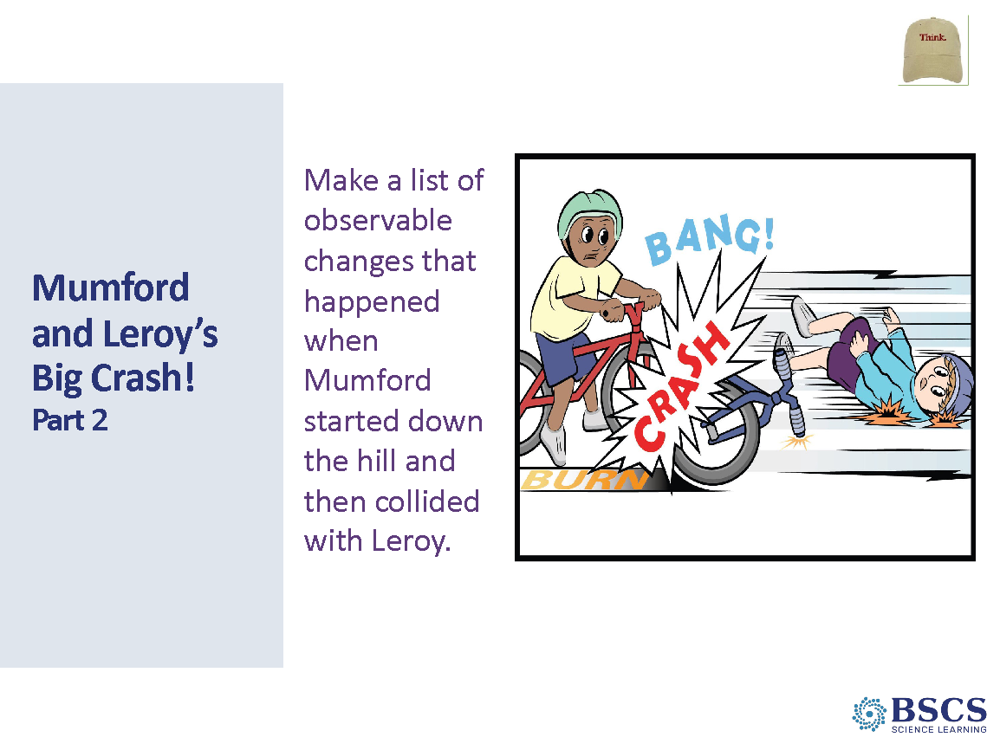 Think.
Mumford
and Leroy's
Big Crash!
Part 2
Make a list of
observable
changes that
happened
when
Mumford
started down
the hill and
then collided
with Leroy.
BANG!
CRASH
BURN
BSCS
SCIENCE LEARNING